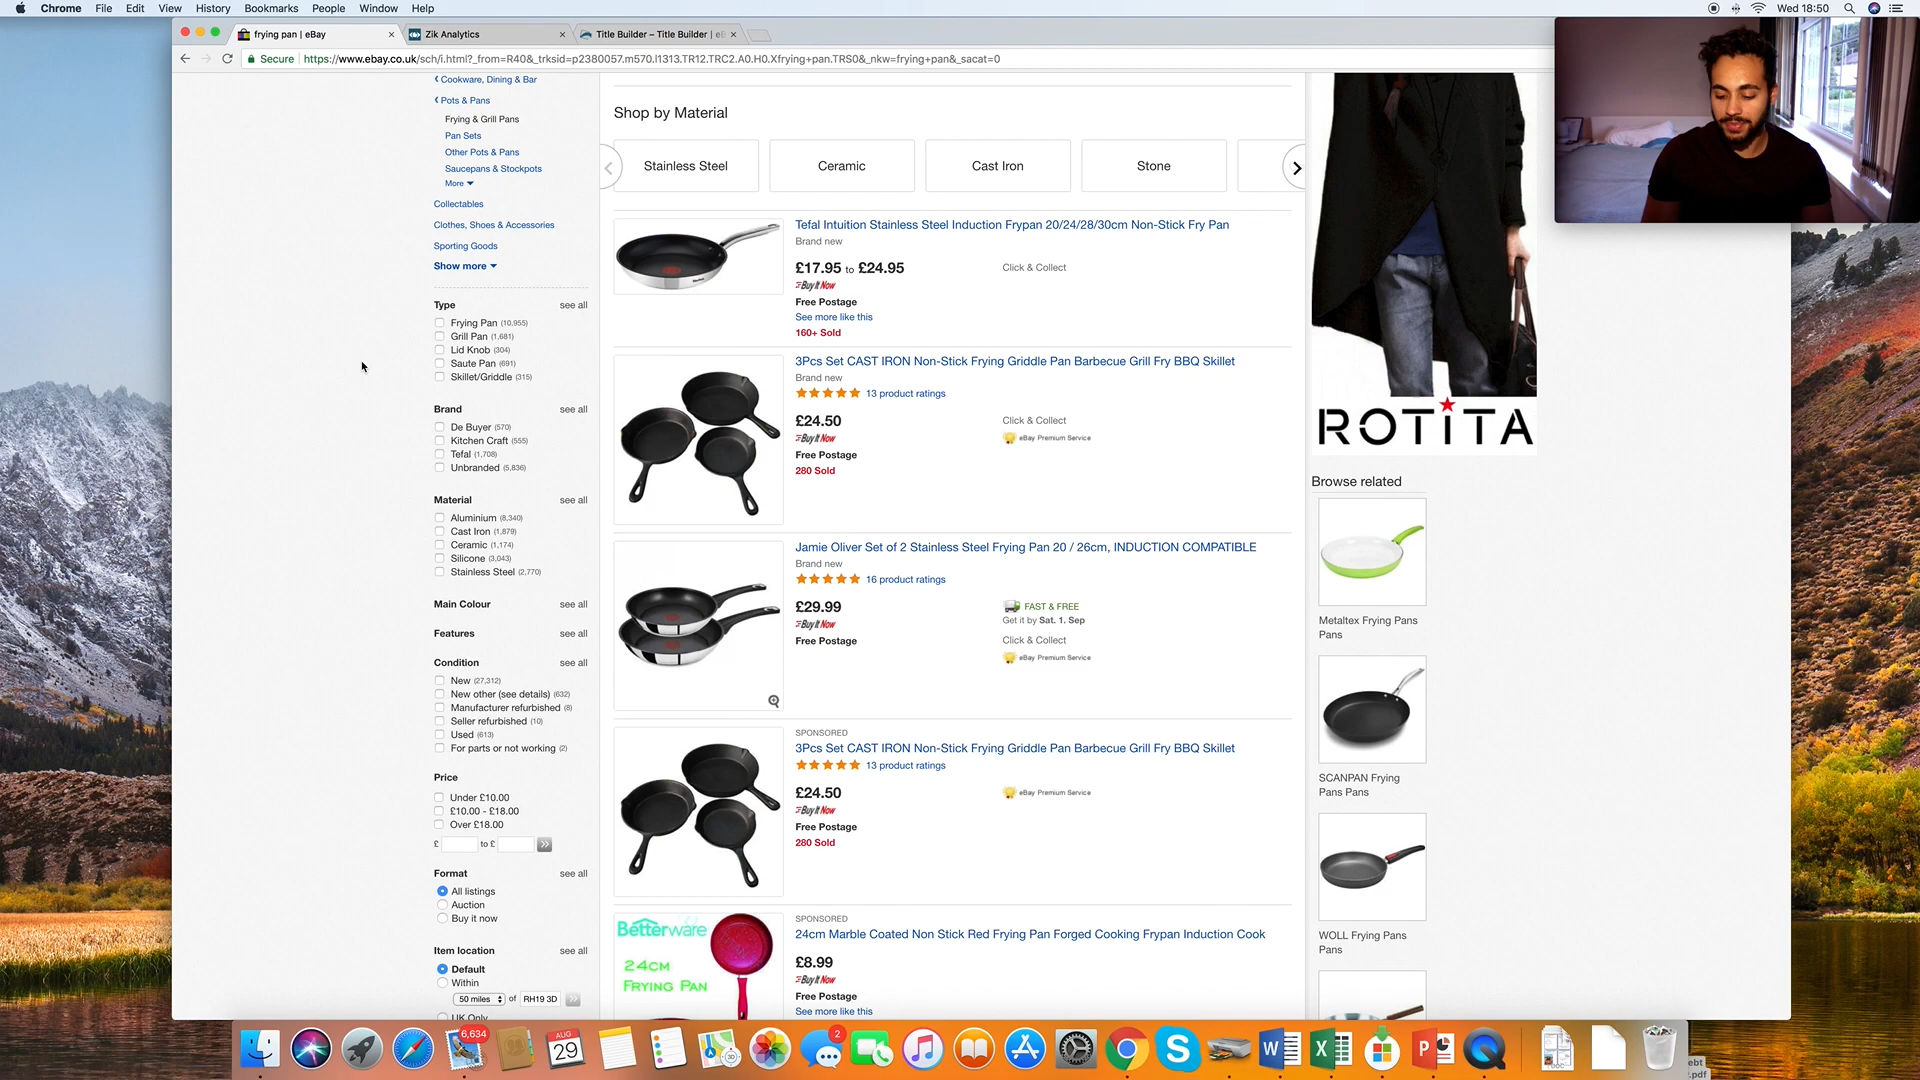 Chrome File Edit View History Bookmarks People Window Help
Wed 18:50
frying pan | eBay
Zik Analytics
Title Builder – Title Builder | eB
Secure https://www.ebay.co.uk/sch/i.html?_from=R40&_trksid=p2380057.m570.l1313.TR12.TRC2.A0.H0.Xfrying+pan.TRS0&_nkw=frying+pan&_sacat=0
Cookware, Dining & Bar
Pots & Pans
Frying & Grill Pans
Pan Sets
Other Pots & Pans
Saucepans & Stockpots
More
Collectables
Clothes, Shoes & Accessories
Sporting Goods
Show more
Type see all
Frying Pan (10,955)
Grill Pan (1,681)
Lid Knob (304)
Saute Pan (691)
Skillet/Griddle (315)
Brand see all
De Buyer (570)
Kitchen Craft (555)
Tefal (1,708)
Unbranded (5,836)
Material see all
Aluminium (8,340)
Cast Iron (1,879)
Ceramic (1,174)
Silicone (3,043)
Stainless Steel (2,770)
Main Colour see all
Features see all
Condition see all
New (27,312)
New other (see details) (632)
Manufacturer refurbished (8)
Seller refurbished (10)
Used (613)
For parts or not working (2)
Price
Under £10.00
£10.00 - £18.00
Over £18.00
£ to £
Format see all
All listings
Auction
Buy it now
Item location see all
Default
Within
50 miles of RH19 3D
UK Only
Shop by Material
Stainless Steel
Ceramic
Cast Iron
Stone
Tefal Intuition Stainless Steel Induction Frypan 20/24/28/30cm Non-Stick Fry Pan
Brand new
£17.95 to £24.95 Click & Collect
Buy It Now
Free Postage
See more like this
160+ Sold
3Pcs Set CAST IRON Non-Stick Frying Griddle Pan Barbecue Grill Fry BBQ Skillet
Brand new
13 product ratings
£24.50 Click & Collect
Buy It Now eBay Premium Service
Free Postage
280 Sold
Jamie Oliver Set of 2 Stainless Steel Frying Pan 20 / 26cm, INDUCTION COMPATIBLE
Brand new
16 product ratings
£29.99 FAST & FREE
Buy It Now Get it by Sat. 1. Sep
Free Postage Click & Collect
eBay Premium Service
SPONSORED
3Pcs Set CAST IRON Non-Stick Frying Griddle Pan Barbecue Grill Fry BBQ Skillet
13 product ratings
£24.50 eBay Premium Service
Buy It Now
Free Postage
280 Sold
SPONSORED
24cm Marble Coated Non Stick Red Frying Pan Forged Cooking Frypan Induction Cook
Betterware
24CM
FRYING PAN
£8.99
Buy It Now
Free Postage
See more like this
ROTITA
Browse related
Metaltex Frying Pans
Pans
SCANPAN Frying
Pans Pans
WOLL Frying Pans
Pans
6,634
AUG
29
2
W
X
P
S
ebt
.pdf